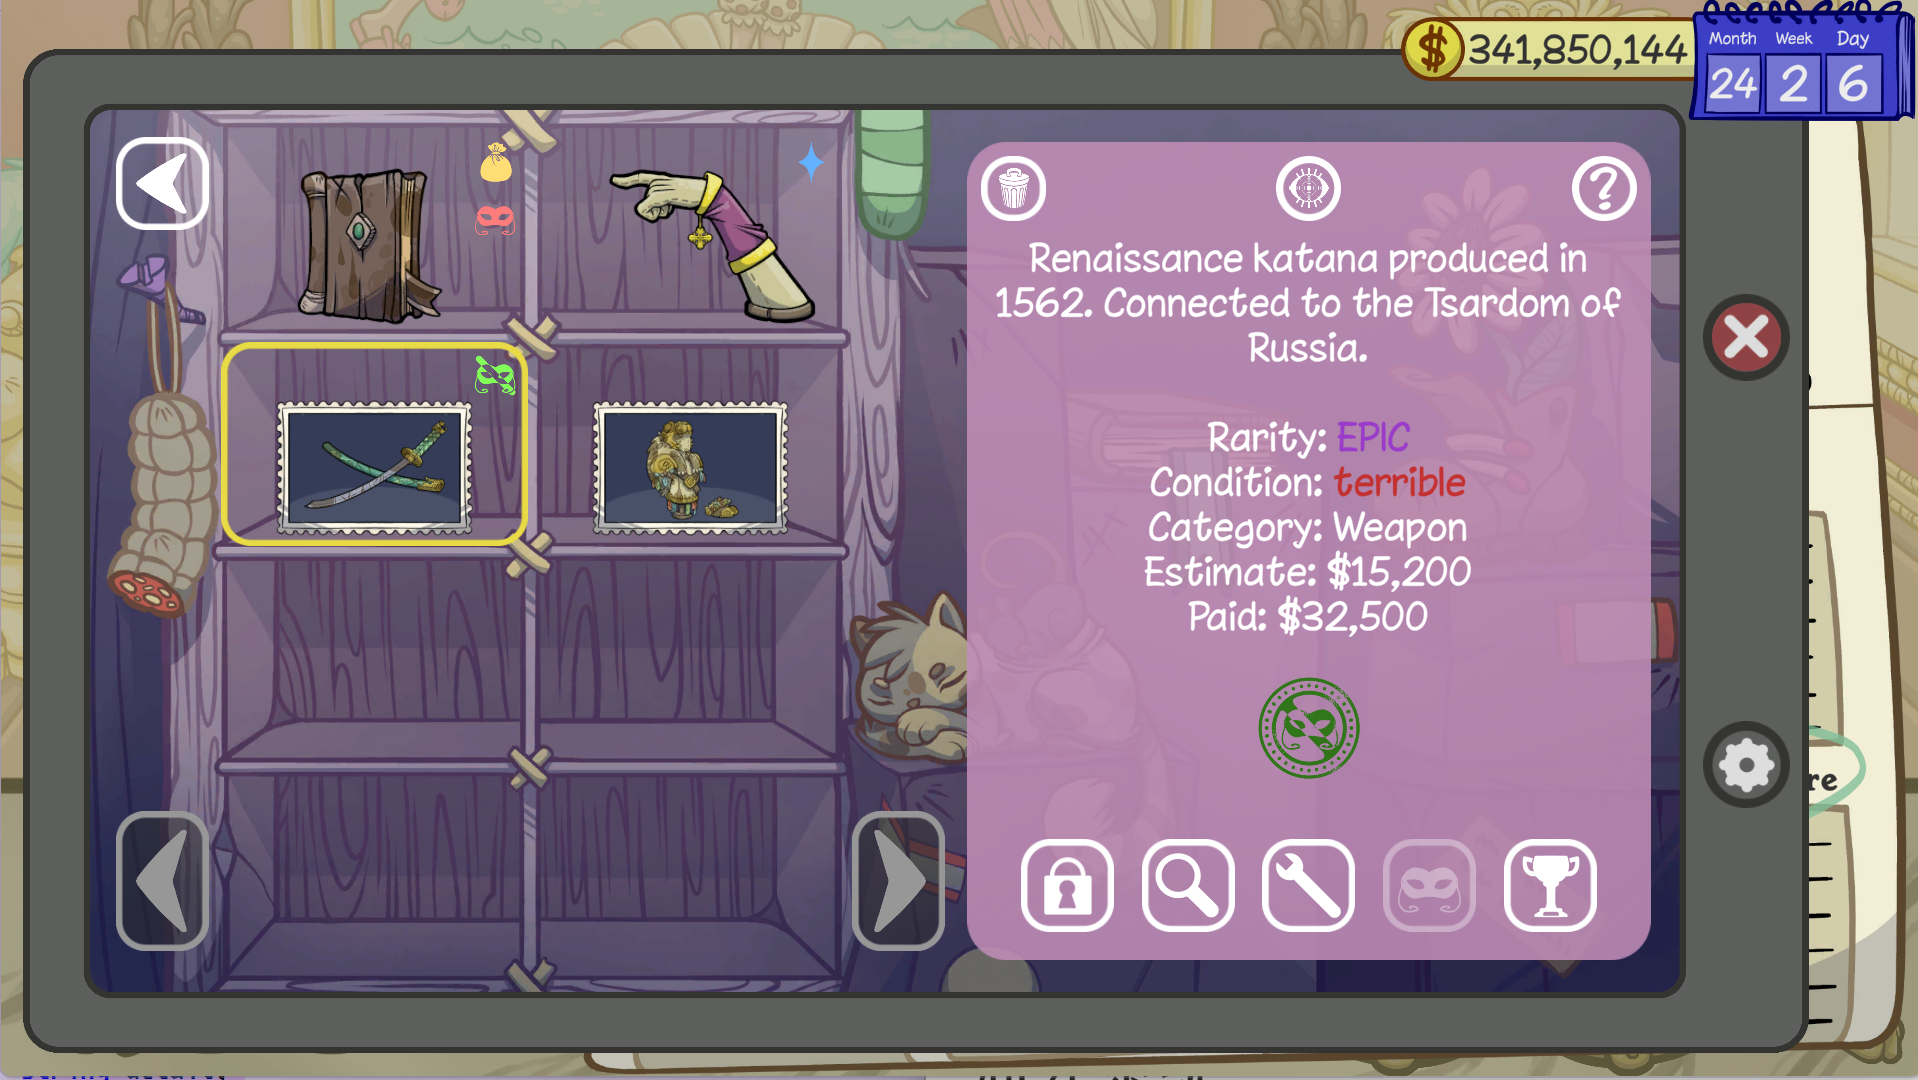 $ 341,850,144
Month Week Day
24 2 6
?
Renaissance katana produced in
1562. Connected to the Tsardom of
Russia.
Rarity: EPIC
Condition: terrible
Category: Weapon
Estimate: $15,200
Paid: $32,500
re